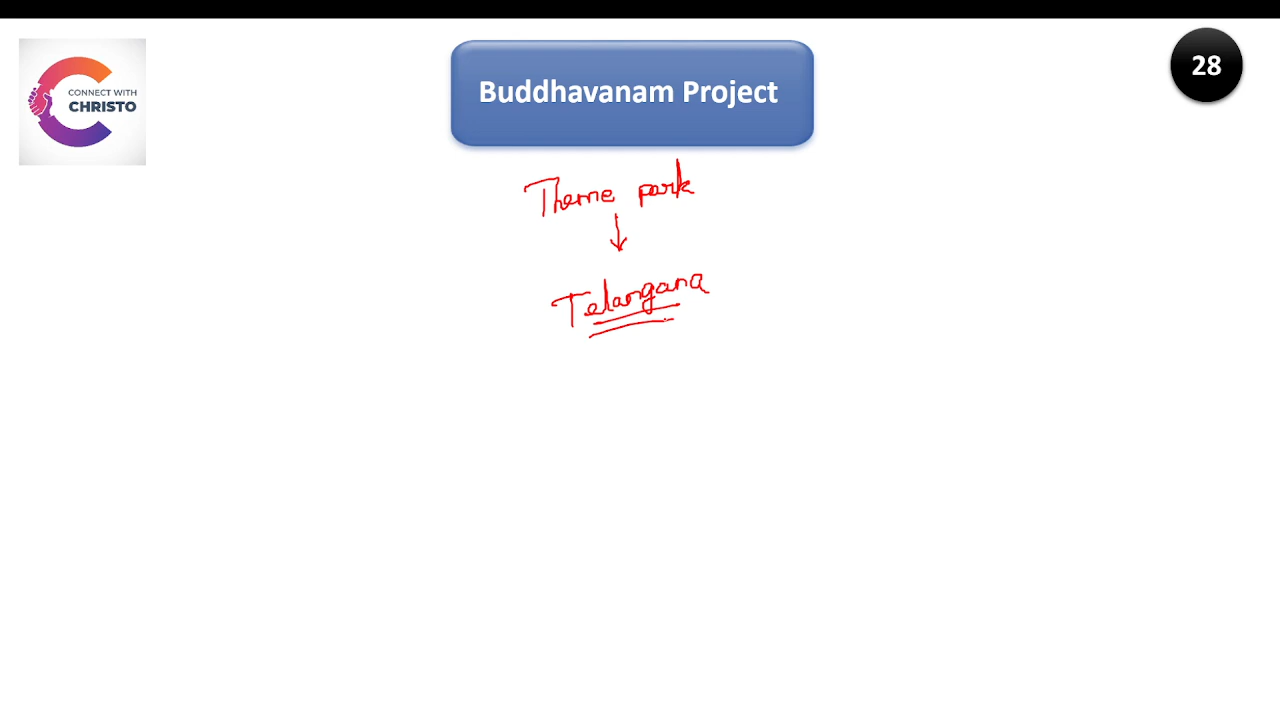 CONNECT WITH
CHRISTO
Buddhavanam Project
28
Theme park
Telangana